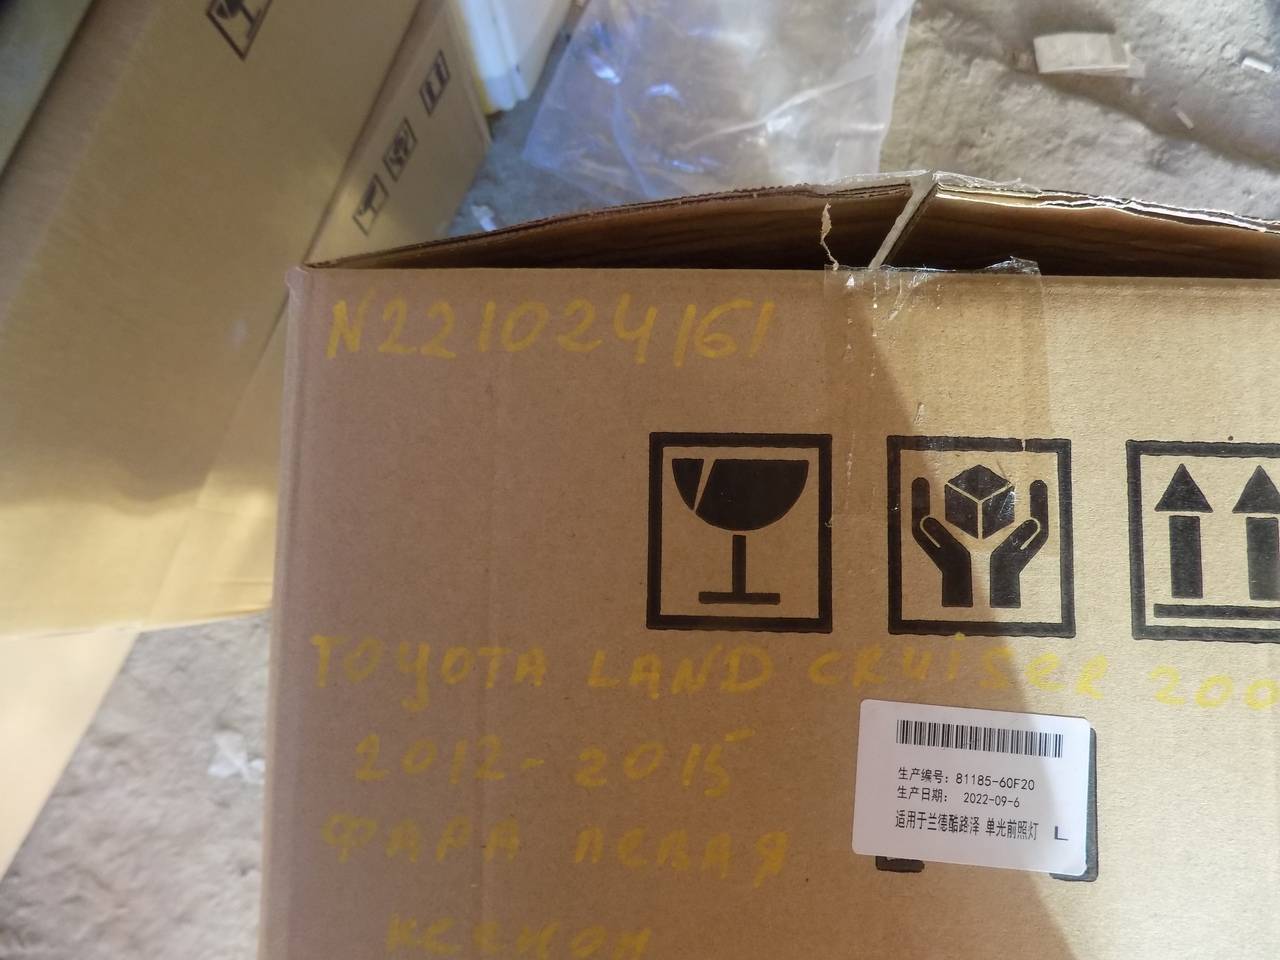 N221024161
TOYOTA LAND CRUISER 200
2012-2015
ФАРА ЛЕВАЯ
КСЕНОН
生产编号: 81185-60F20
生产日期: 2022-09-6
适用于兰德酷路泽 单光前照灯 L